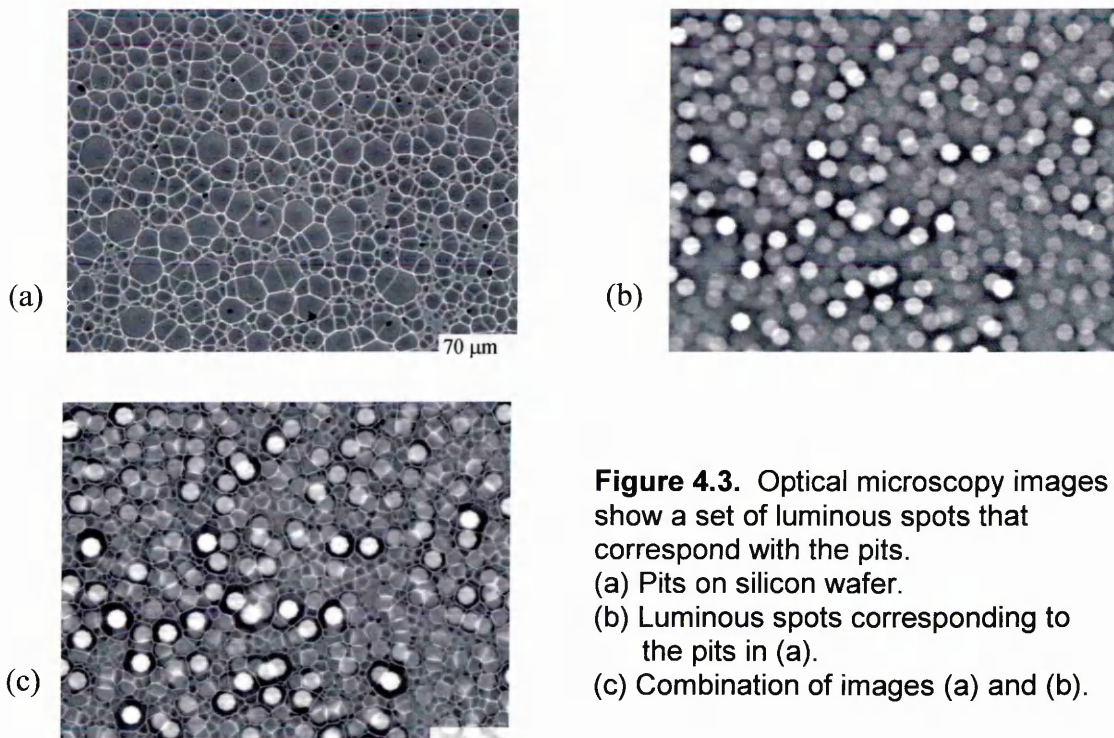 (a)
70 μm
(b)
(c)
Figure 4.3. Optical microscopy images
show a set of luminous spots that
correspond with the pits.
(a) Pits on silicon wafer.
(b) Luminous spots corresponding to
the pits in (a).
(c) Combination of images (a) and (b).